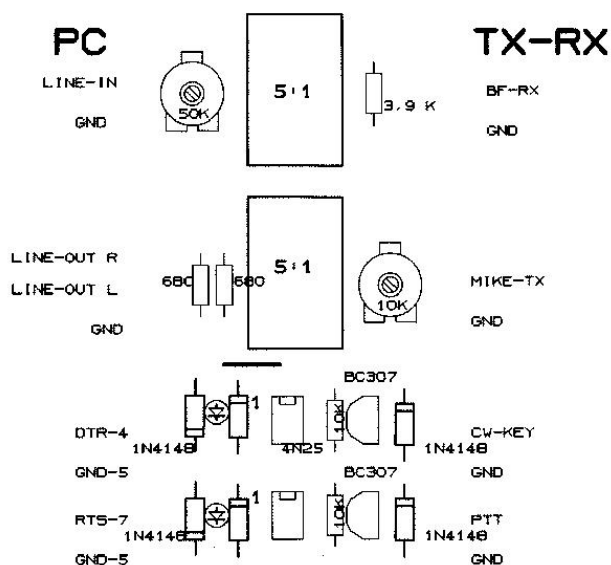 PC
TX-RX
LINE-IN
5:1
BF-RX
50K
3,9 K
GND
GND
LINE-OUT R
680
680
5:1
LINE-OUT L
MIKE-TX
10K
GND
GND
BC307
1
10K
DTR-4
CW-KEY
1N4148
4N25
1N4148
GND-5
BC307
GND
1
10K
RTS-7
PTT
1N4148
1N4148
GND-5
GND